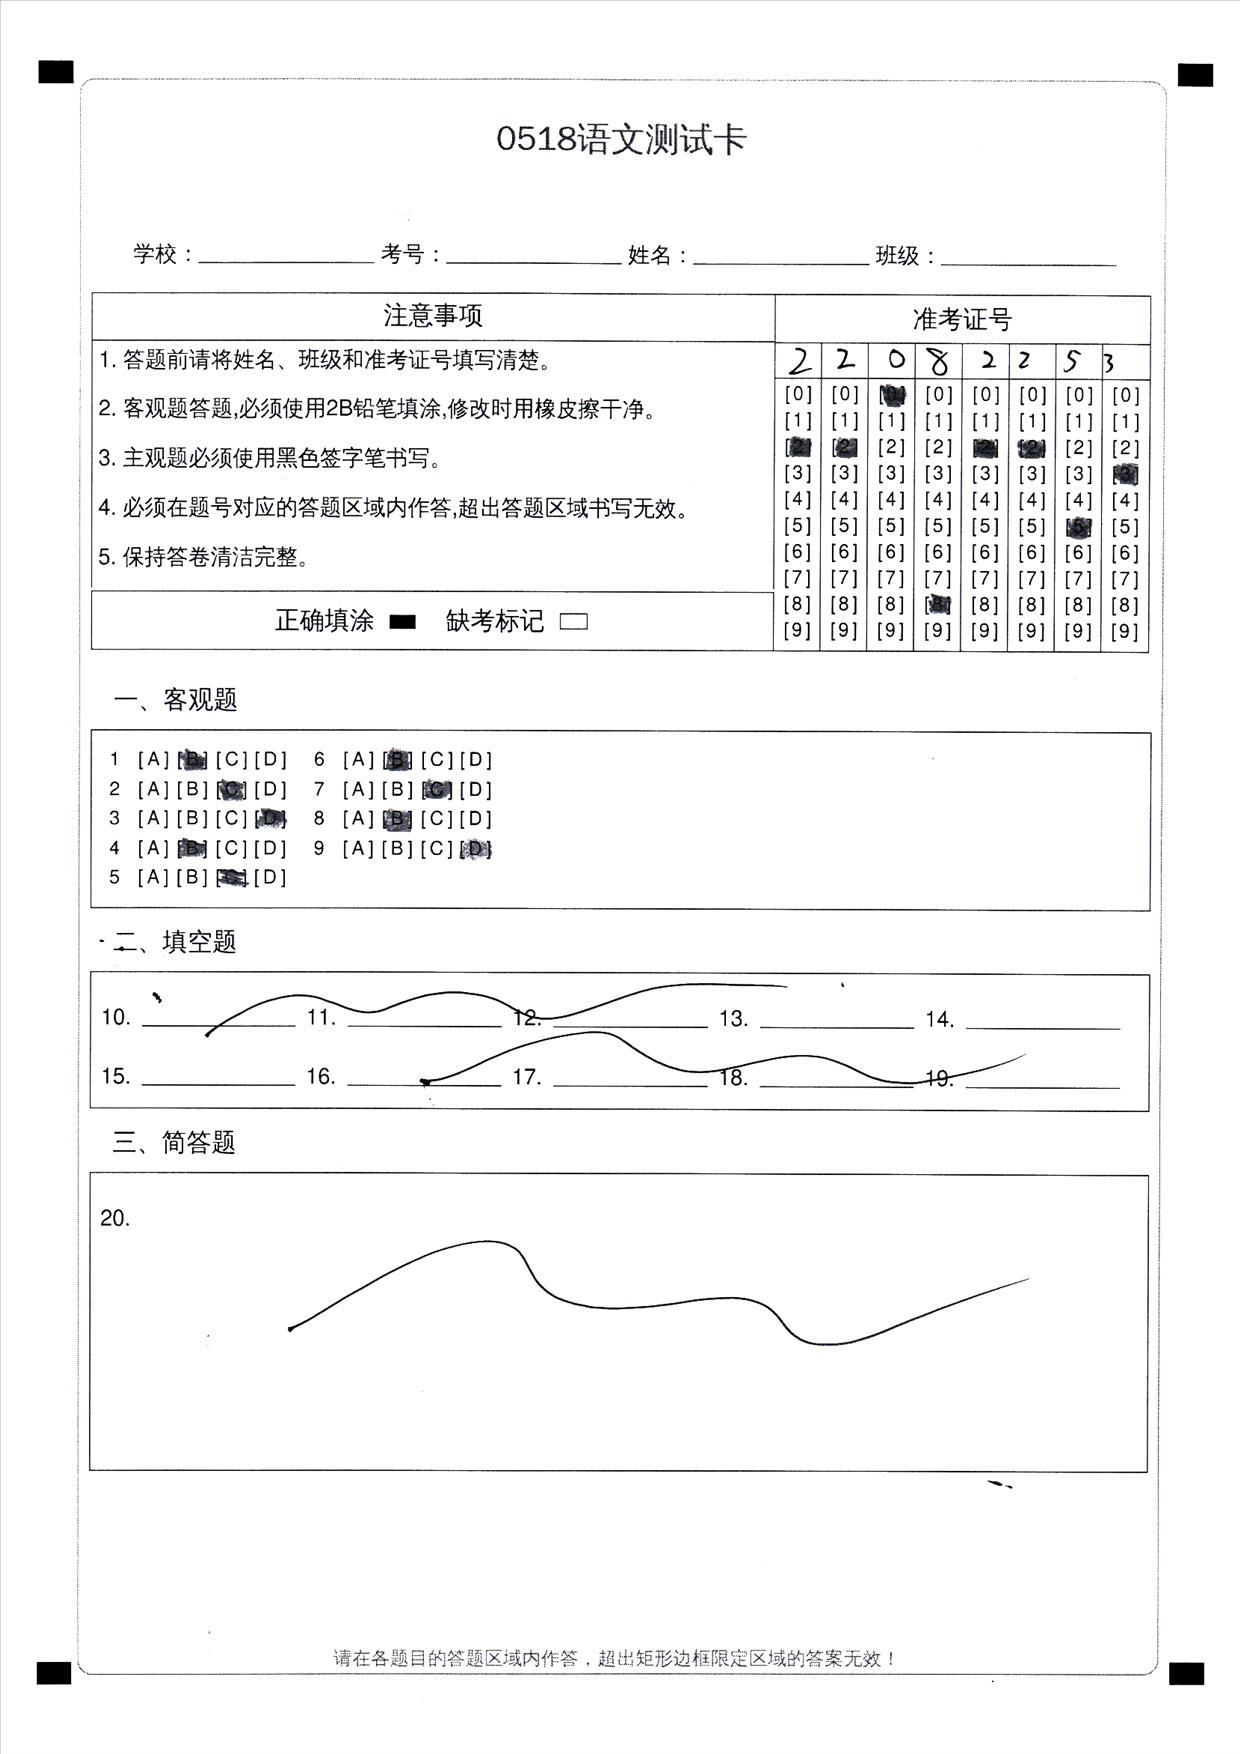 0518语文测试卡
学校：　考号：　姓名：　班级：
注意事项
1. 答题前请将姓名、班级和准考证号填写清楚。
2. 客观题答题,必须使用2B铅笔填涂,修改时用橡皮擦干净。
3. 主观题必须使用黑色签字笔书写。
4. 必须在题号对应的答题区域内作答,超出答题区域书写无效。
5. 保持答卷清洁完整。
正确填涂　缺考标记
准考证号
2 2 0 8 2 2 5 3
[0] [0] [0] [0] [0] [0] [0] [0]
[1] [1] [1] [1] [1] [1] [1] [1]
[2] [2] [2] [2] [2] [2] [2] [2]
[3] [3] [3] [3] [3] [3] [3] [3]
[4] [4] [4] [4] [4] [4] [4] [4]
[5] [5] [5] [5] [5] [5] [5] [5]
[6] [6] [6] [6] [6] [6] [6] [6]
[7] [7] [7] [7] [7] [7] [7] [7]
[8] [8] [8] [8] [8] [8] [8] [8]
[9] [9] [9] [9] [9] [9] [9] [9]
一、客观题
1 [A] [B] [C] [D] 6 [A] [B] [C] [D]
2 [A] [B] [C] [D] 7 [A] [B] [C] [D]
3 [A] [B] [C] [D] 8 [A] [B] [C] [D]
4 [A] [B] [C] [D] 9 [A] [B] [C] [D]
5 [A] [B] [C] [D]
二、填空题
10. 11. 12. 13. 14.
15. 16. 17. 18. 19.
三、简答题
20.
请在各题目的答题区域内作答，超出矩形边框限定区域的答案无效！